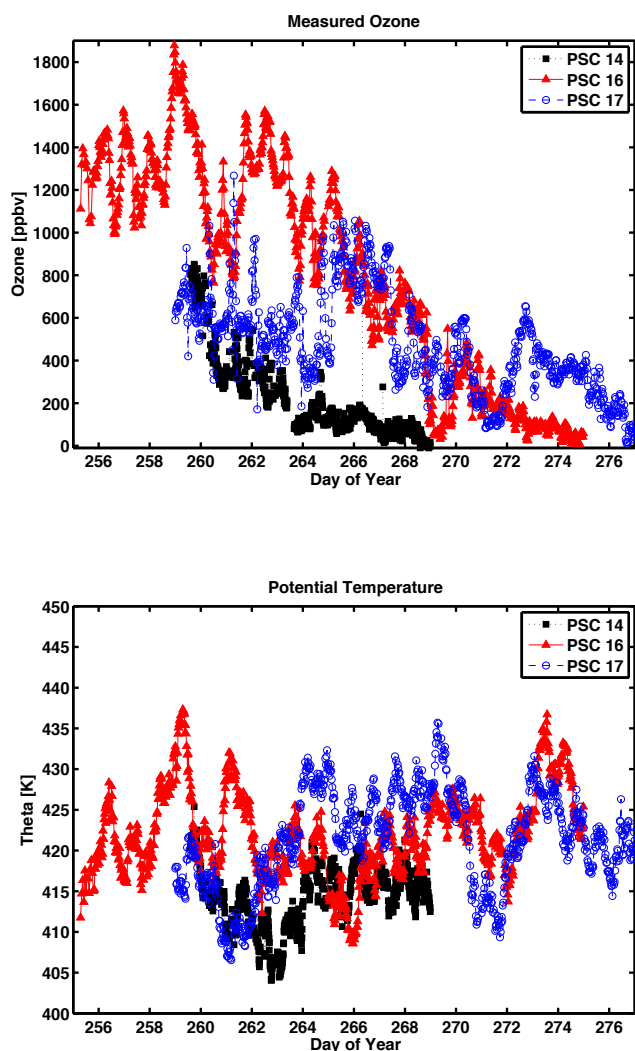 Measured Ozone
1800
1600
1400
1200
1000
800
600
400
200
0
Ozone [ppbv]
PSC 14
PSC 16
PSC 17
256 258 260 262 264 266 268 270 272 274 276
Day of Year
Potential Temperature
450
445
440
435
430
425
420
415
410
405
400
Theta [K]
PSC 14
PSC 16
PSC 17
256 258 260 262 264 266 268 270 272 274 276
Day of Year